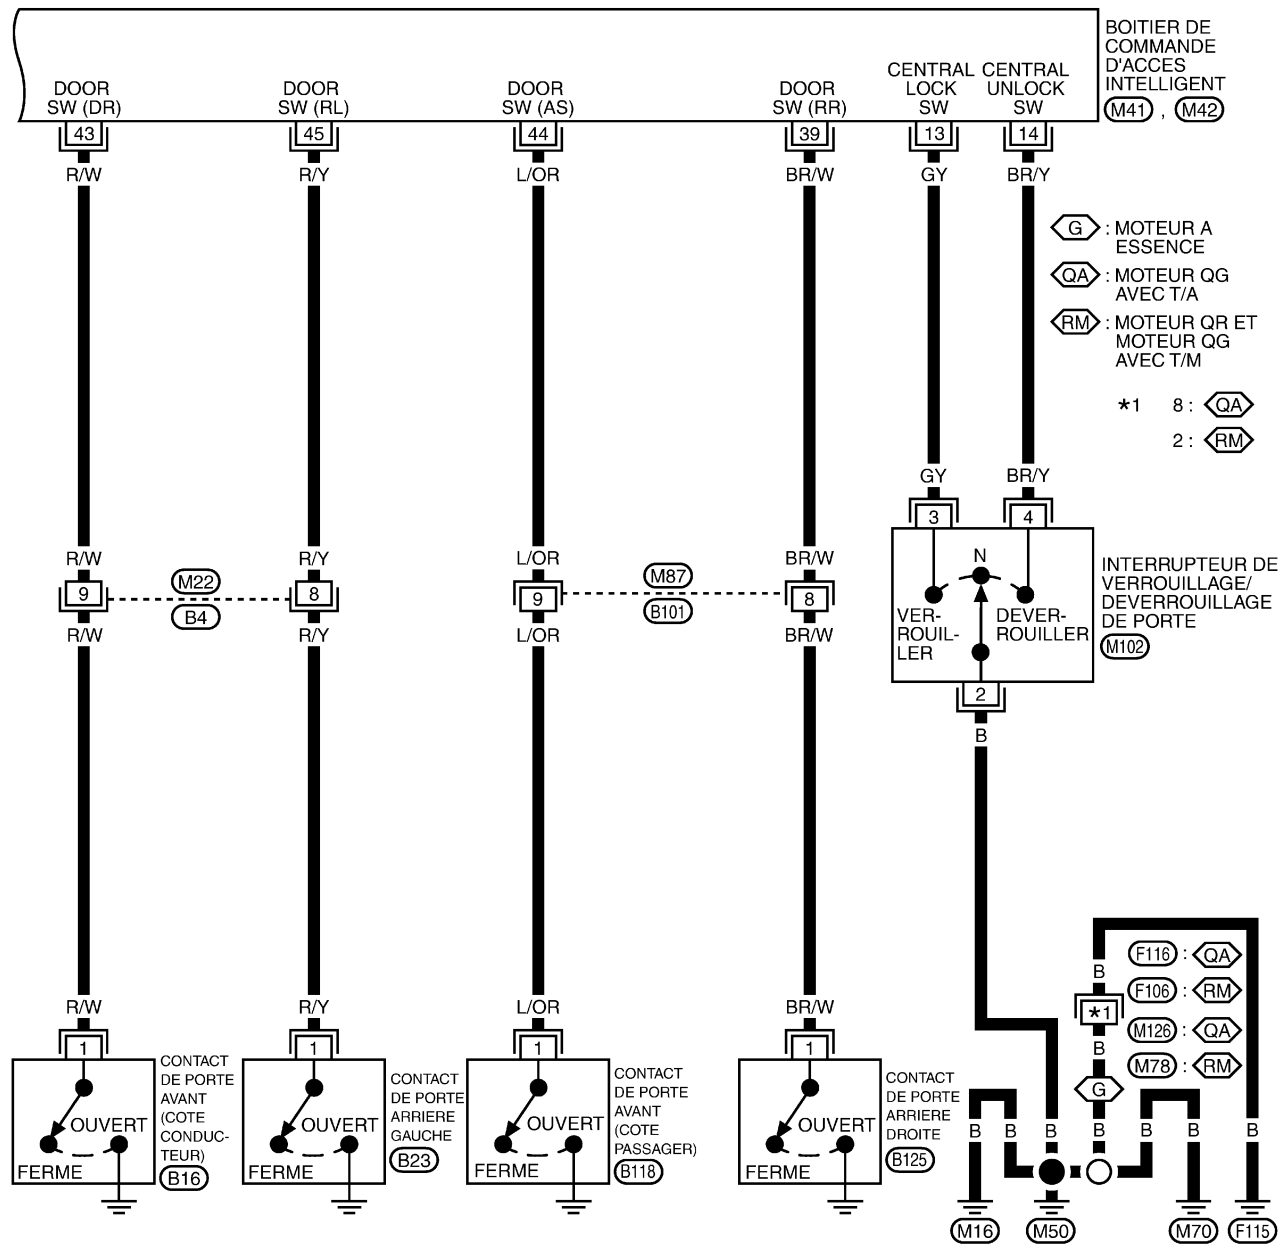 BOITIER DE
COMMANDE
D'ACCES
INTELLIGENT
M41 , M42
DOOR
SW (DR)
DOOR
SW (RL)
DOOR
SW (AS)
DOOR
SW (RR)
CENTRAL
LOCK
SW
CENTRAL
UNLOCK
SW
43 45 44 39 13 14
R/W R/Y L/OR BR/W GY BR/Y
G : MOTEUR A
ESSENCE
QA : MOTEUR QG
AVEC T/A
RM : MOTEUR QR ET
MOTEUR QG
AVEC T/M
*1 8 : QA
2 : RM
GY BR/Y
3 4
R/W R/Y L/OR BR/W
9 M22 8 9 M87 8
B4 B101
R/W R/Y L/OR BR/W
N
VER-
ROUIL-
LER
DEVER-
ROUILLER
INTERRUPTEUR DE
VERROUILLAGE/
DEVERROUILLAGE
DE PORTE
M102
2
B
R/W R/Y L/OR BR/W
1 1 1 1
OUVERT
FERME
CONTACT
DE PORTE
AVANT
(COTE
CONDUC-
TEUR)
B16
OUVERT
FERME
CONTACT
DE PORTE
ARRIERE
GAUCHE
B23
OUVERT
FERME
CONTACT
DE PORTE
AVANT
(COTE
PASSAGER)
B118
OUVERT
FERME
CONTACT
DE PORTE
ARRIERE
DROITE
B125
B
*1
B
G
F116 : QA
F106 : RM
M126 : QA
M78 : RM
B B B B B B B
M16 M50 M70 F115